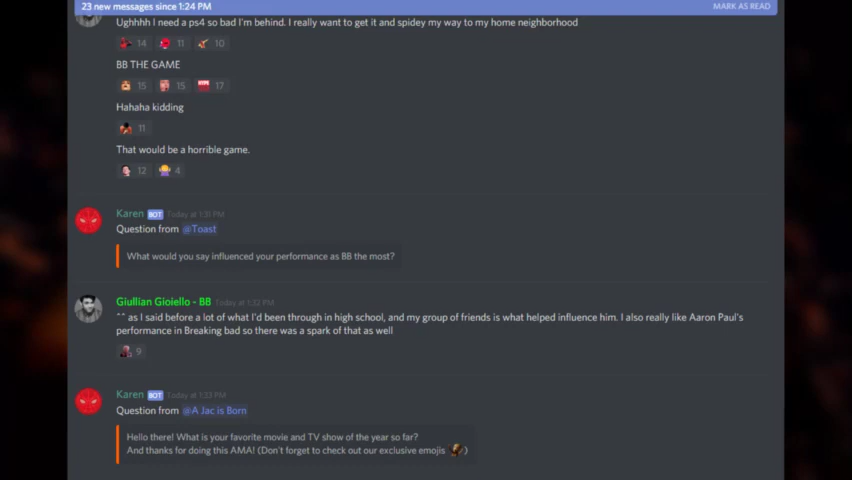 23 new messages since 1:24 PM MARK AS READ
Ughhhh I need a ps4 so bad I'm behind. I really want to get it and spidey my way to my home neighborhood
14 11 10
BB THE GAME
15 15 17
Hahaha kidding
11
That would be a horrible game.
12 4
Karen BOT Today at 1:31 PM
Question from @Toast
What would you say influenced your performance as BB the most?
Giullian Gioiello - BB Today at 1:32 PM
^^ as I said before a lot of what I'd been through in high school, and my group of friends is what helped influence him. I also really like Aaron Paul's
performance in Breaking bad so there was a spark of that as well
9
Karen BOT Today at 1:33 PM
Question from @A Jac is Born
Hello there! What is your favorite movie and TV show of the year so far?
And thanks for doing this AMA! (Don't forget to check out our exclusive emojis )